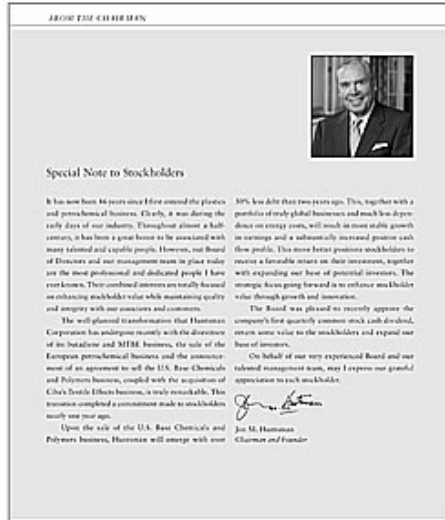 FROM THE CHAIRMAN
Special Note to Stockholders
It has now been 46 years since I first entered the plastics
and petrochemical business. Clearly, it was during the
early days of our industry. Throughout almost a half-
century, it has been a great honor to be associated with
many talented and capable people. However, our Board
of Directors and our management team in place today
are the most professional and dedicated people I have
ever known. Their combined interests are totally focused
on enhancing stockholder value while maintaining quality
and integrity with our associates and customers.
The well-planned transformation that Huntsman
Corporation has undergone recently with the divestiture
of its butadiene and MTBE business, the sale of the
European petrochemical business and the announce-
ment of an agreement to sell the U.S. Base Chemicals
and Polymers business, coupled with the acquisition of
Ciba's Textile Effects business, is truly remarkable. This
transition completed a commitment made to stockholders
nearly one year ago.
Upon the sale of the U.S. Base Chemicals and
Polymers business, Huntsman will emerge with over
50% less debt than two years ago. This, together with a
portfolio of truly global businesses and much less depen-
dence on energy costs, will result in more stable growth
in earnings and a substantially increased positive cash
flow profile. This more better positions stockholders to
receive a favorable return on their investment, together
with expanding our base of potential investors. The
strategic focus going forward is to enhance stockholder
value through growth and innovation.
The Board was pleased to recently approve the
company's first quarterly common stock cash dividend,
return some value to the stockholders and expand our
base of investors.
On behalf of our very experienced Board and our
talented management team, may I express our grateful
appreciation to each stockholder.
Jon M. Huntsman
Chairman and Founder